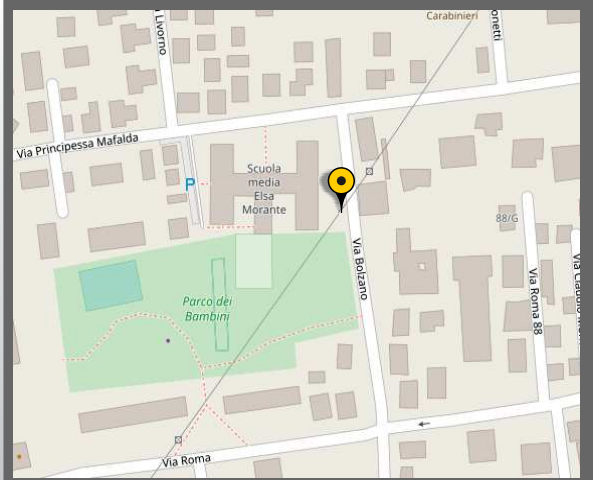 Carabinieri
Livorno
onetti
Via Principessa Mafalda
P
Scuola
media
Elsa
Morante
88/G
Via Bolzano
Via Roma 88
Parco dei
Bambini
Via Roma